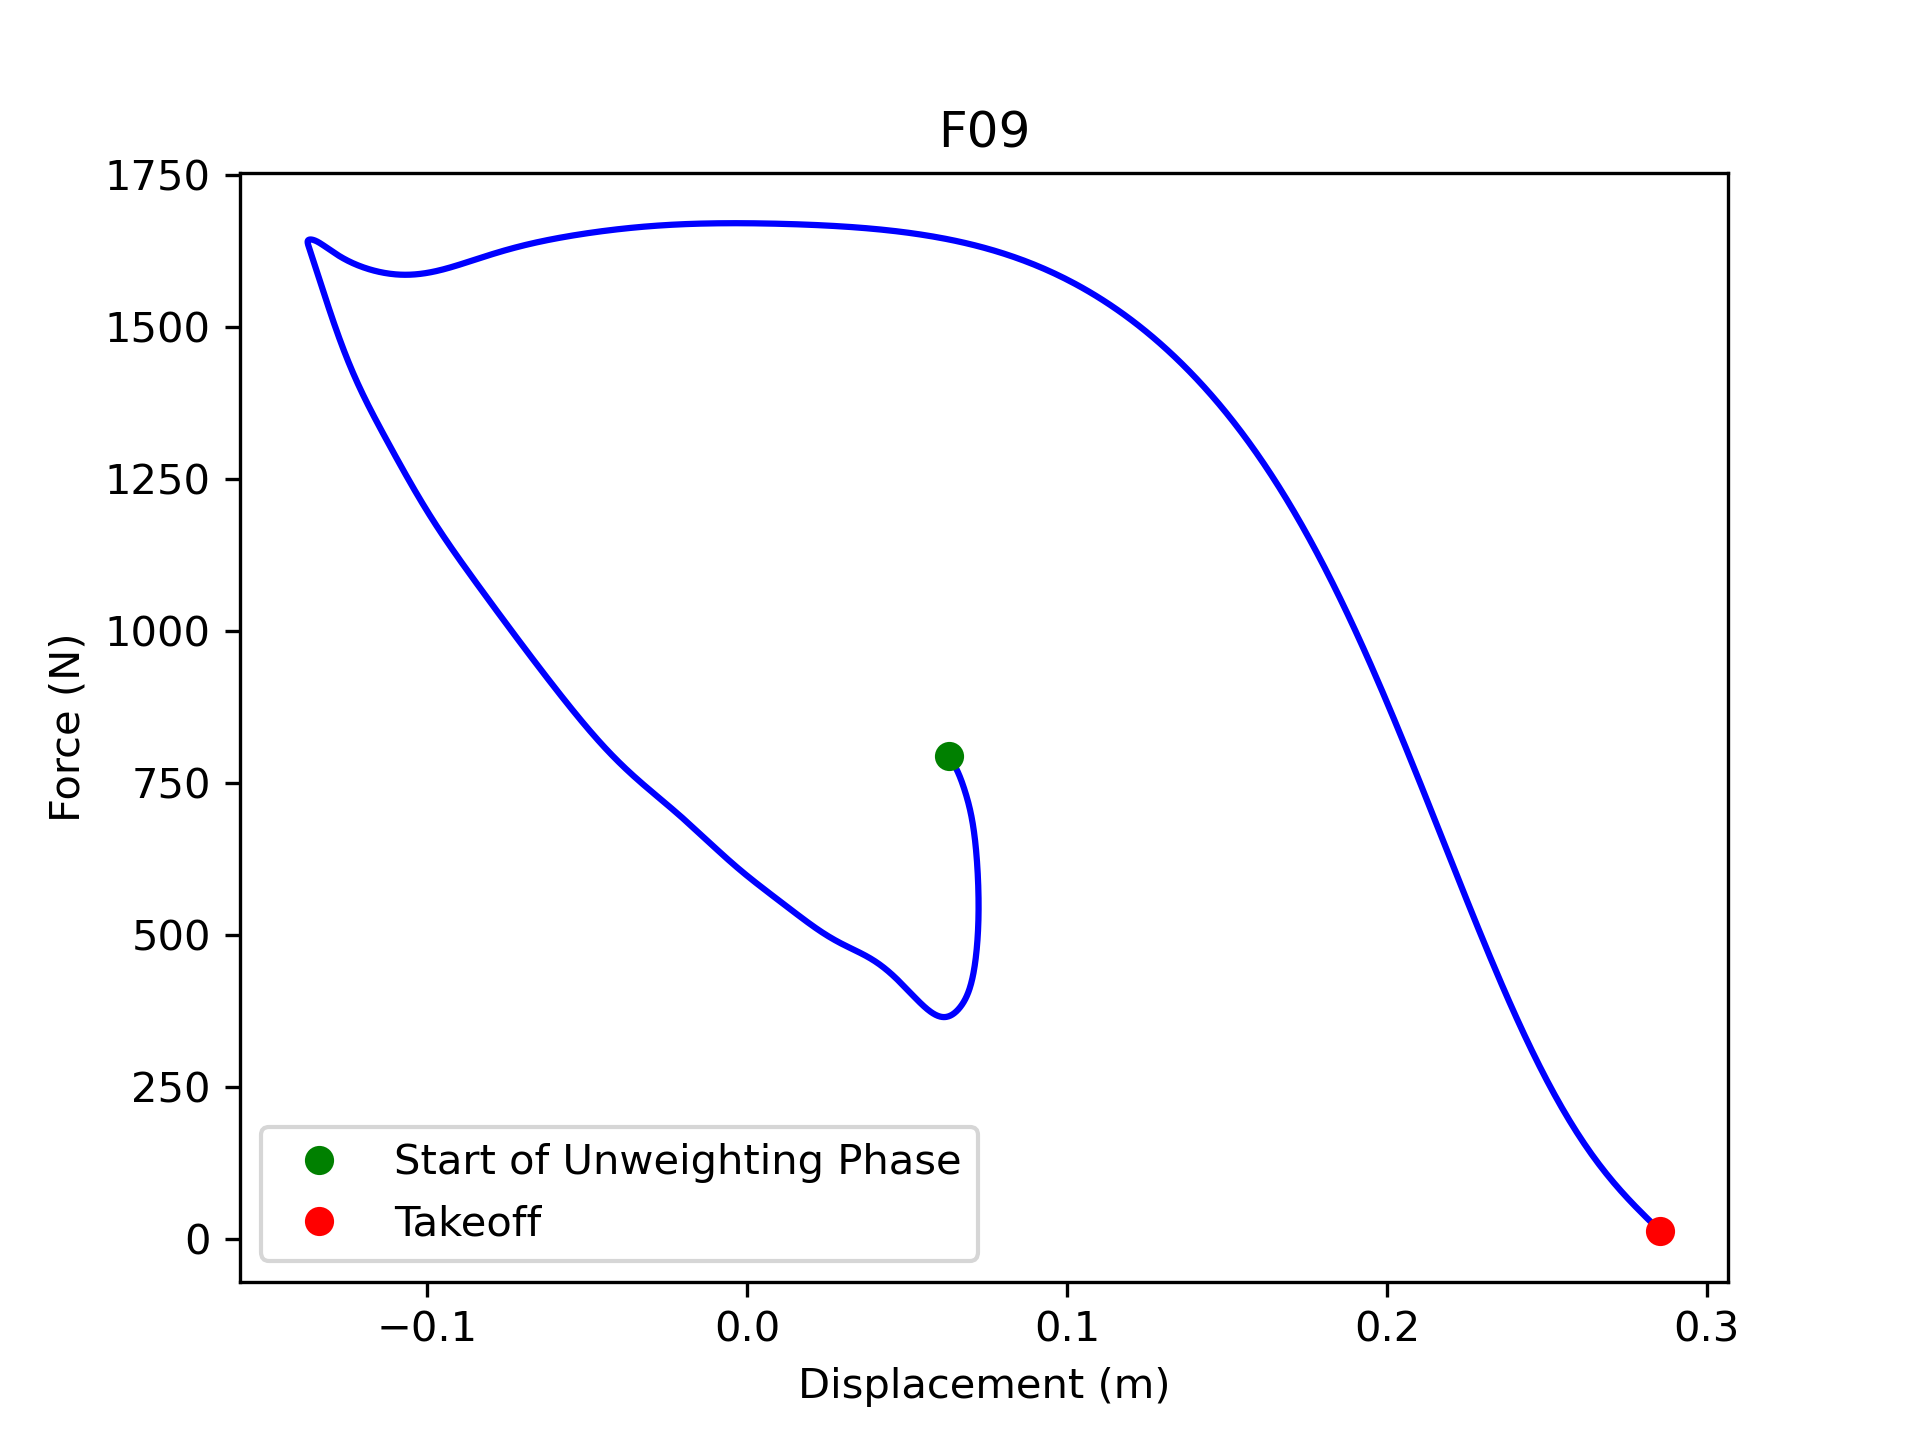 F09
1750
1500
1250
1000
750
500
250
0
Force (N)
Start of Unweighting Phase
Takeoff
−0.1 0.0 0.1 0.2 0.3
Displacement (m)